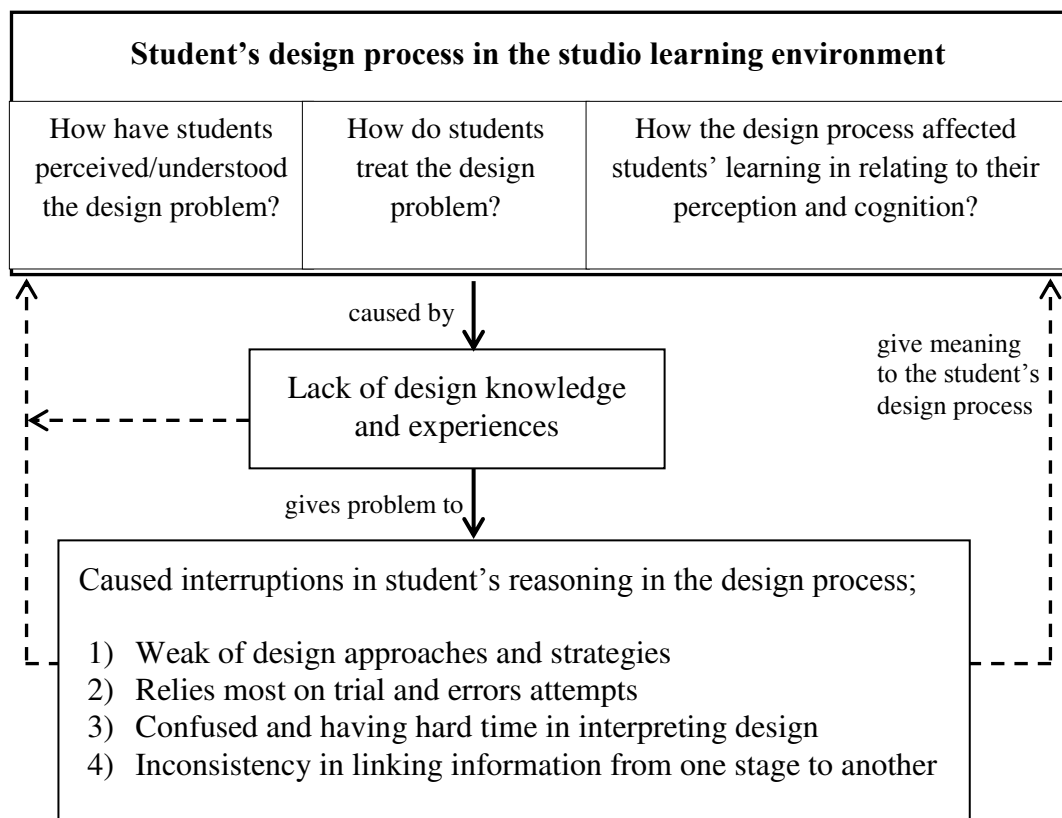 Student’s design process in the studio learning environment
How have students
perceived/understood
the design problem?
How do students
treat the design
problem?
How the design process affected
students’ learning in relating to their
perception and cognition?
caused by
give meaning
to the student’s
design process
Lack of design knowledge
and experiences
gives problem to
Caused interruptions in student’s reasoning in the design process;
1) Weak of design approaches and strategies
2) Relies most on trial and errors attempts
3) Confused and having hard time in interpreting design
4) Inconsistency in linking information from one stage to another